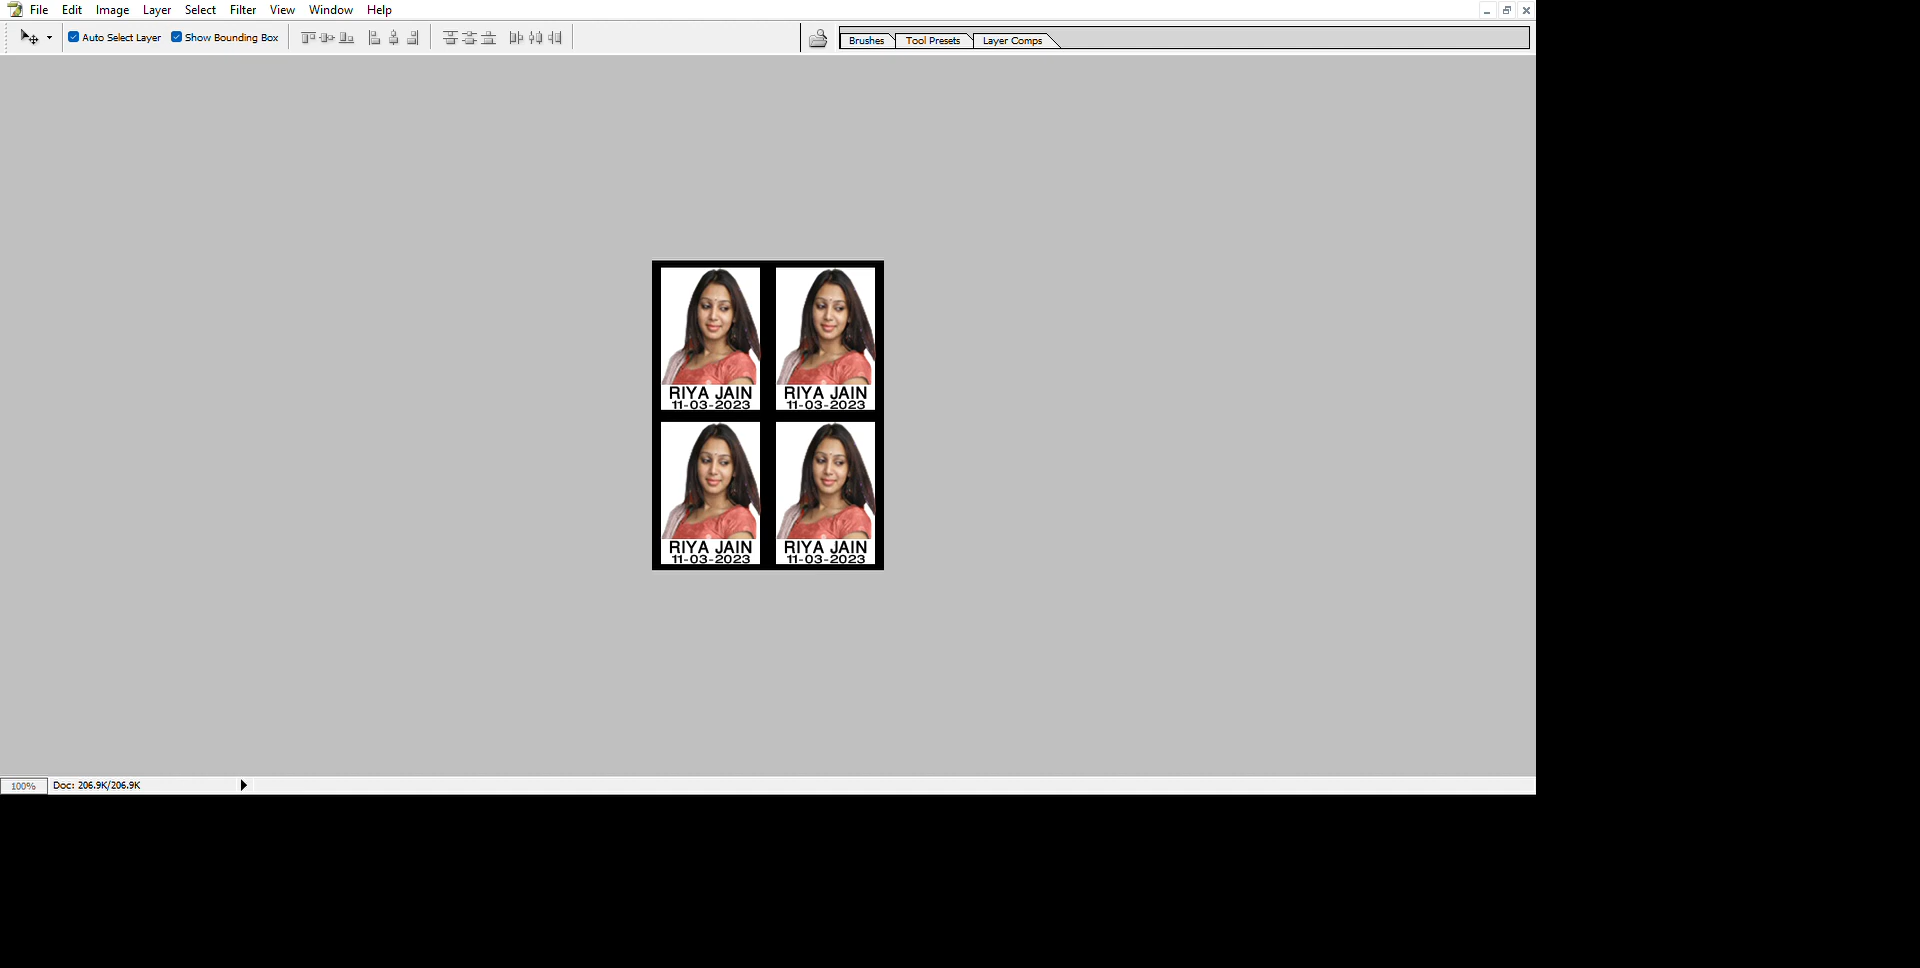 File Edit Image Layer Select Filter View Window Help
Auto Select Layer Show Bounding Box Brushes Tool Presets Layer Comps
RIYA JAIN RIYA JAIN
11-03-2023 11-03-2023
RIYA JAIN RIYA JAIN
11-03-2023 11-03-2023
100% Doc: 206.9K/206.9K